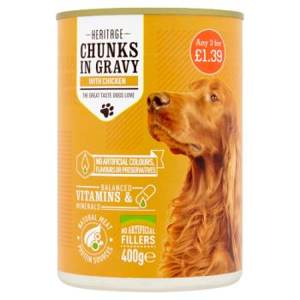 HERITAGE
CHUNKS
IN GRAVY
WITH CHICKEN
THE GREAT TASTE DOGS LOVE
Any 3 for
£1.39
NO ARTIFICIAL COLOURS,
FLAVOURS OR PRESERVATIVES
BALANCED
VITAMINS &
MINERALS
NATURAL MEAT
PROTEIN SOURCES
NO ARTIFICIAL
FILLERS
400g e